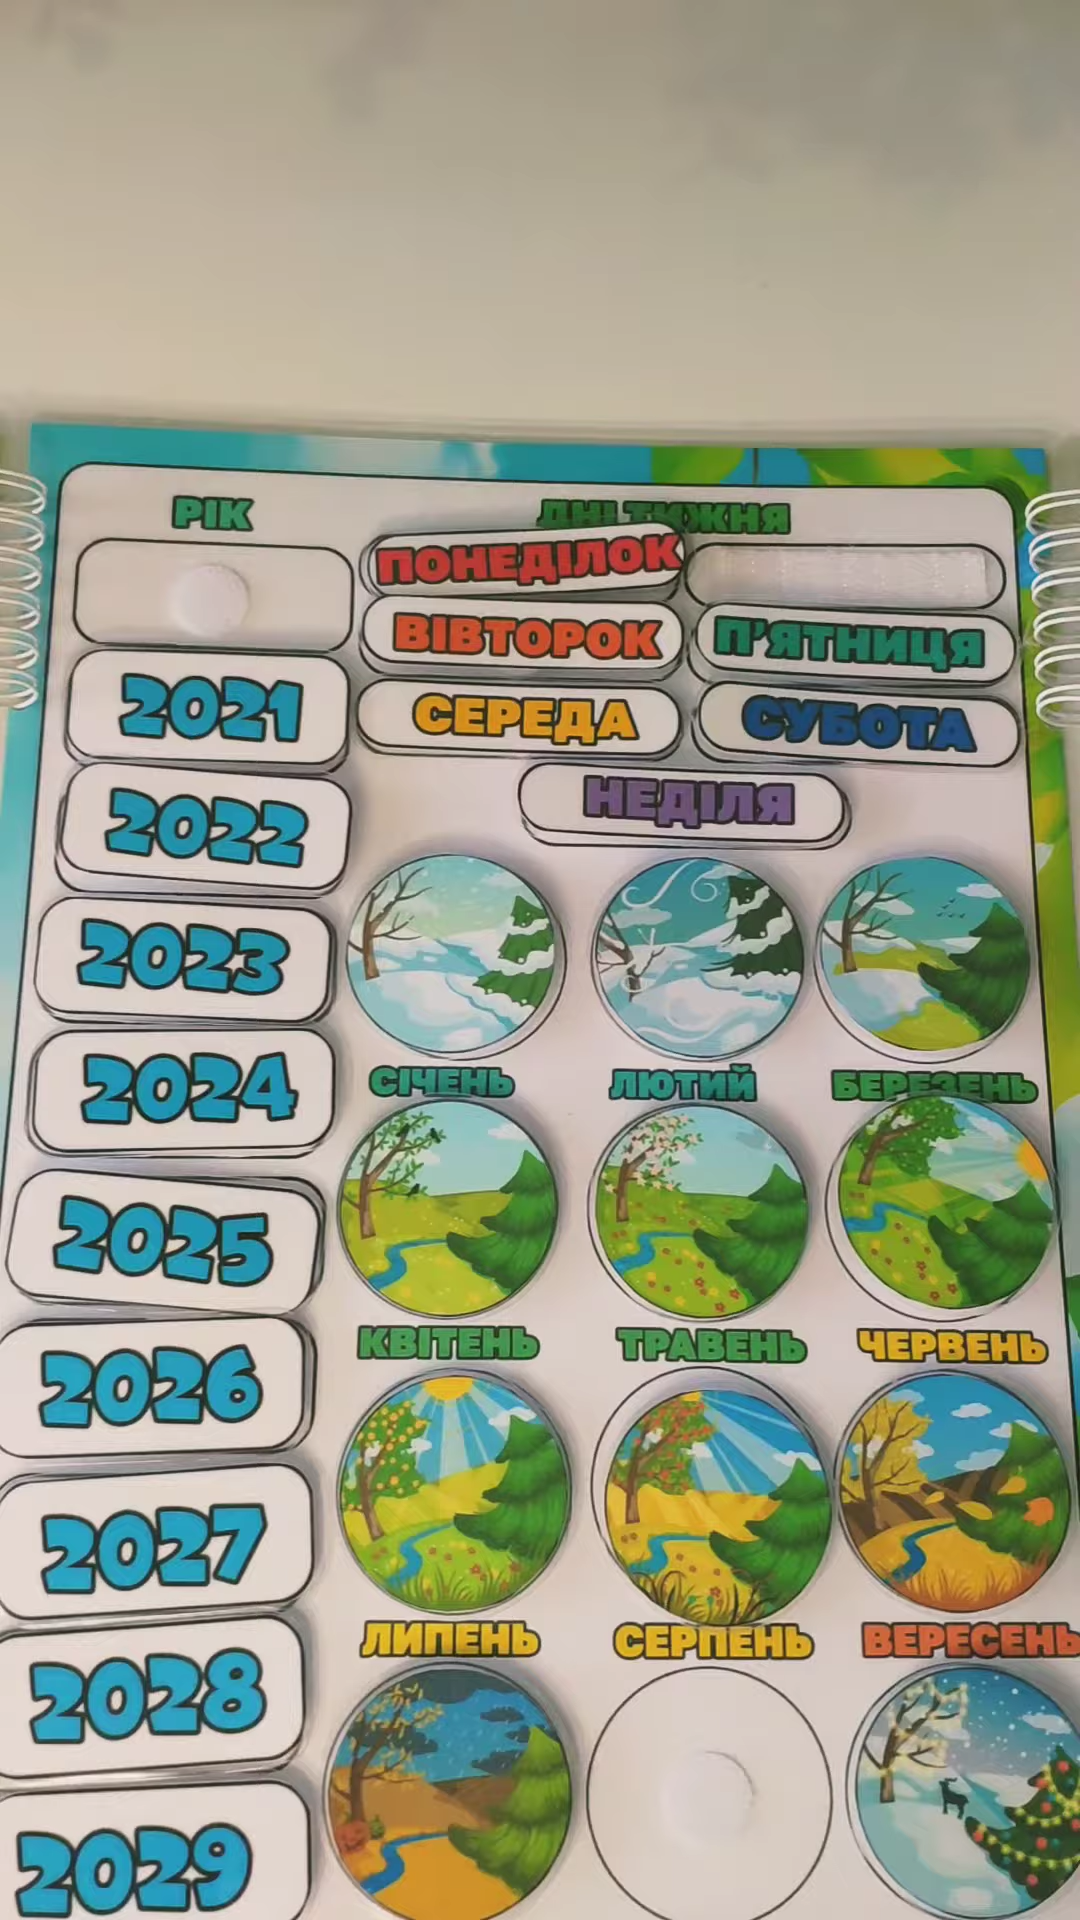 РІК
ДНІ ТИЖНЯ
ПОНЕДІЛОК
ВІВТОРОК
П'ЯТНИЦЯ
СЕРЕДА
СУБОТА
НЕДІЛЯ
2021
2022
2023
2024
2025
2026
2027
2028
2029
СІЧЕНЬ
ЛЮТИЙ
БЕРЕЗЕНЬ
КВІТЕНЬ
ТРАВЕНЬ
ЧЕРВЕНЬ
ЛИПЕНЬ
СЕРПЕНЬ
ВЕРЕСЕНЬ